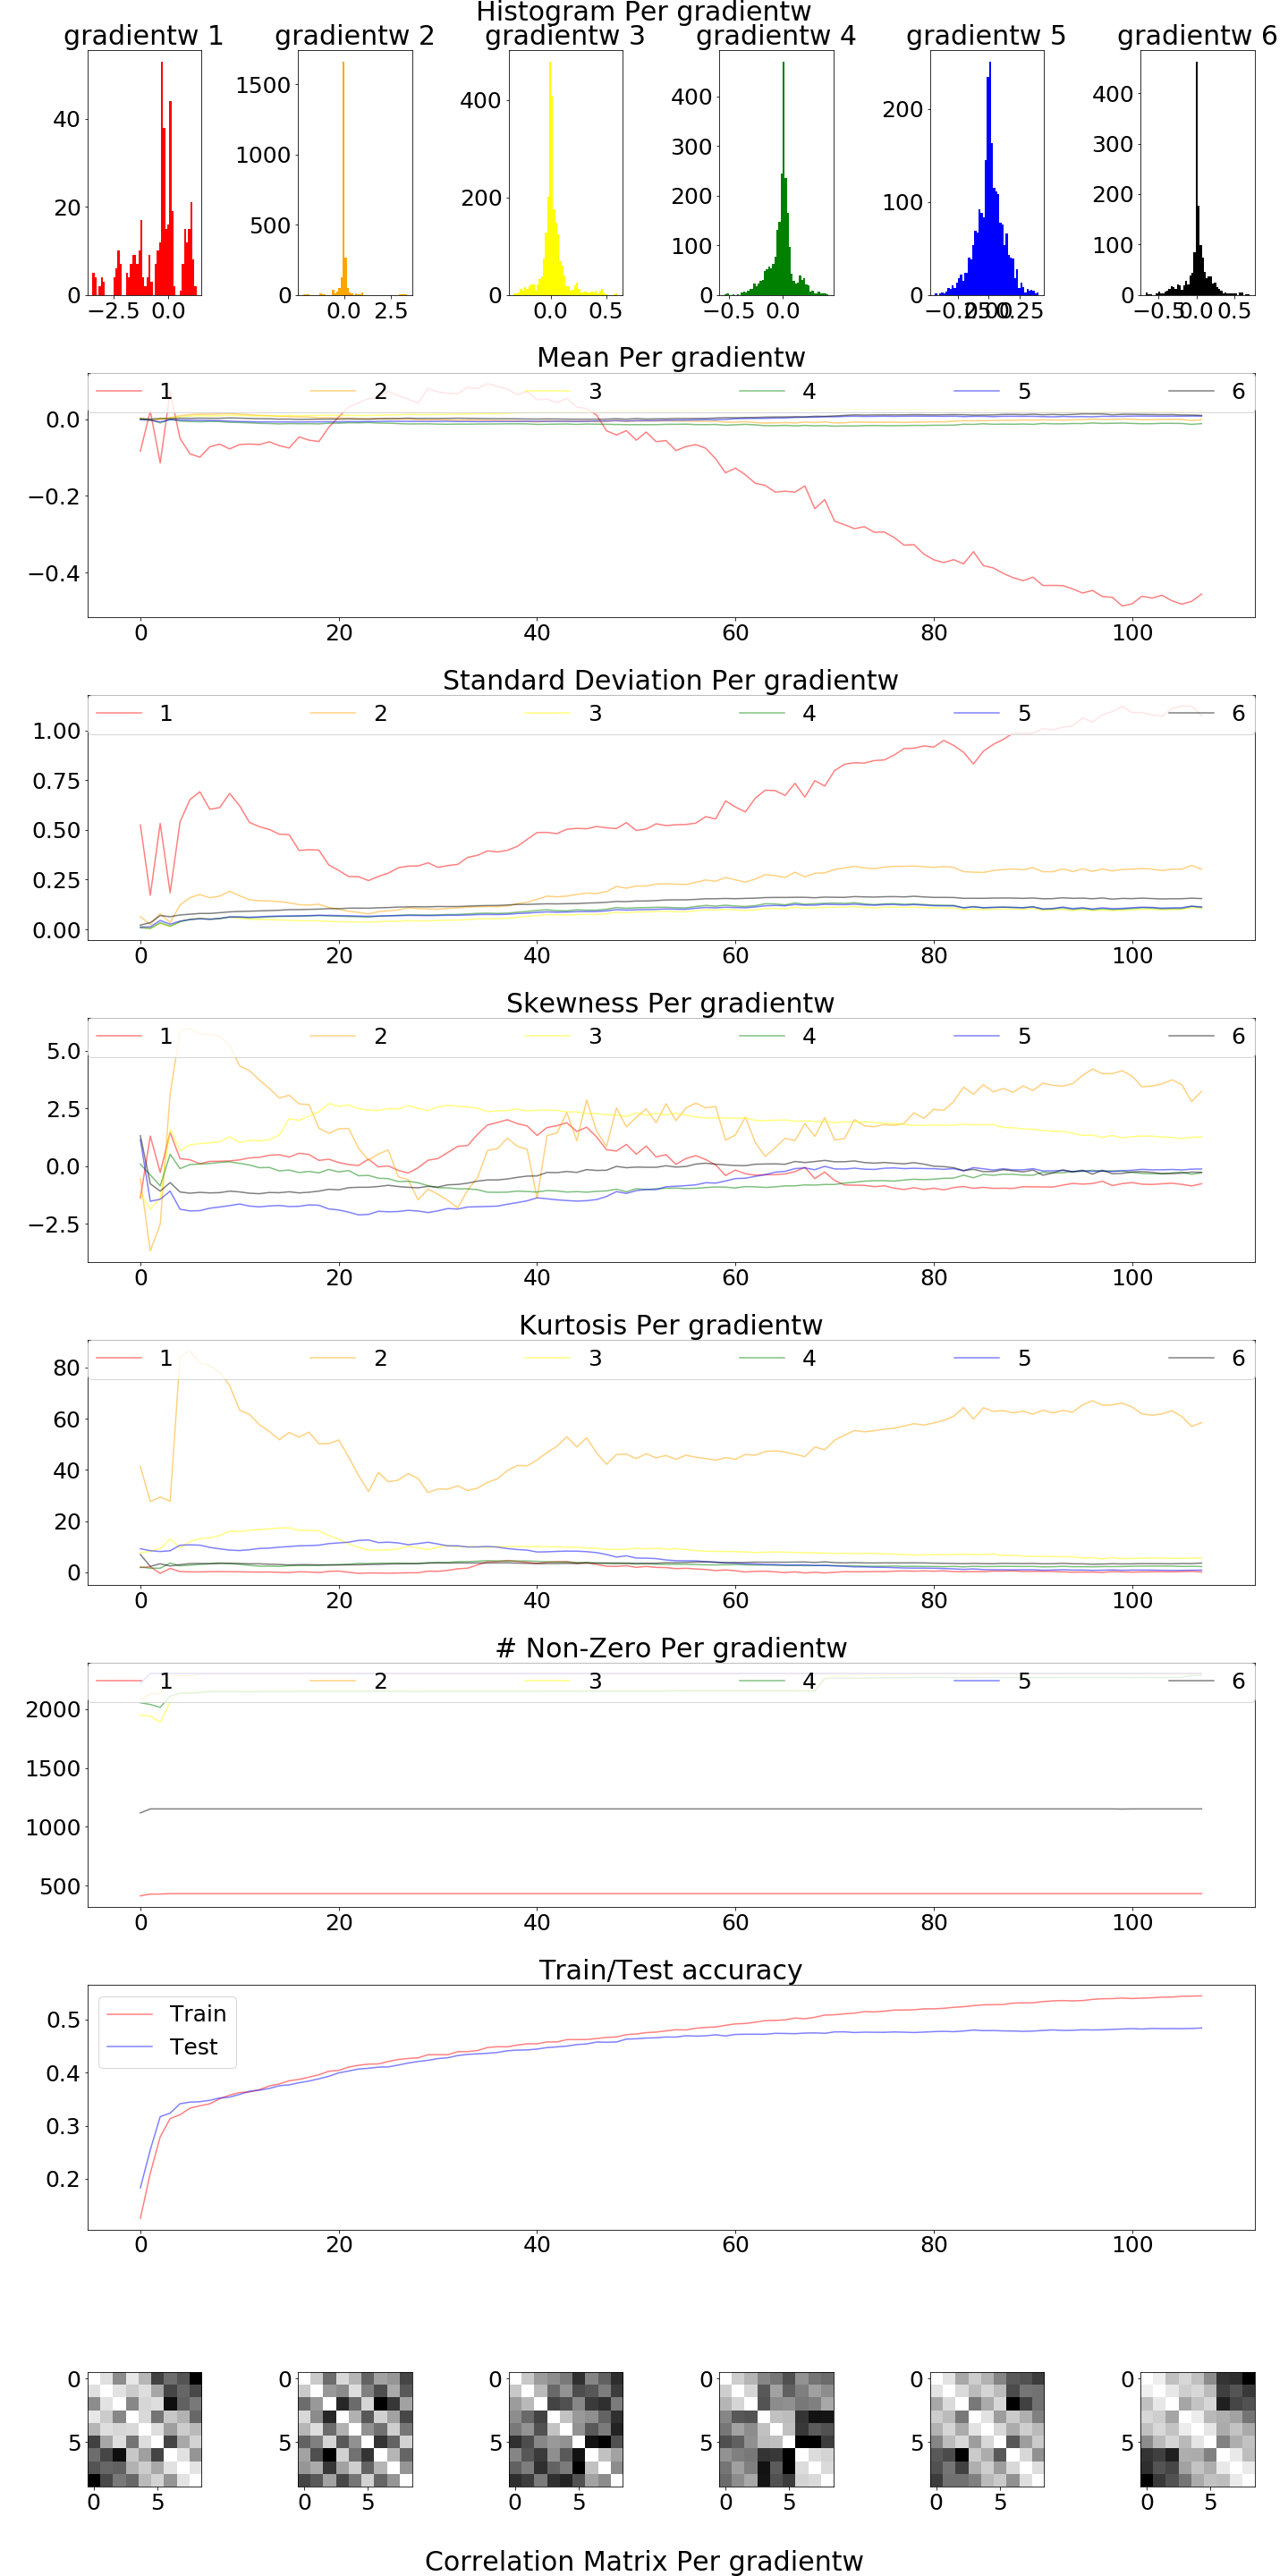 Histogram Per gradientw
gradientw 1 gradientw 2 gradientw 3 gradientw 4 gradientw 5 gradientw 6
40
20
0
−2.5 0.0
1500
1000
500
0
0.0 2.5
400
200
0
0.0 0.5
400
300
200
100
0
−0.5 0.0
200
100
0
−0.25 0.00 0.25
400
300
200
100
0
−0.5 0.0 0.5
Mean Per gradientw
1 2 3 4 5 6
0.0
−0.2
−0.4
0 20 40 60 80 100
Standard Deviation Per gradientw
1 2 3 4 5 6
1.00
0.75
0.50
0.25
0.00
0 20 40 60 80 100
Skewness Per gradientw
1 2 3 4 5 6
5.0
2.5
0.0
−2.5
0 20 40 60 80 100
Kurtosis Per gradientw
1 2 3 4 5 6
80
60
40
20
0
0 20 40 60 80 100
# Non-Zero Per gradientw
1 2 3 4 5 6
2000
1500
1000
500
0 20 40 60 80 100
Train/Test accuracy
Train
Test
0.5
0.4
0.3
0.2
0 20 40 60 80 100
0 0 0 0 0 0
5 5 5 5 5 5
0 5 0 5 0 5 0 5 0 5 0 5
Correlation Matrix Per gradientw